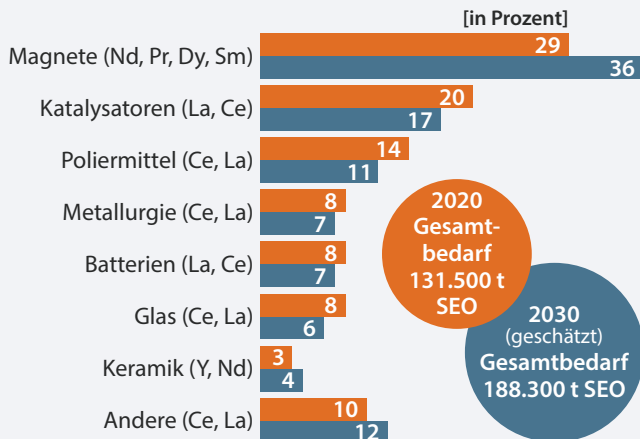 [in Prozent]
Magnete (Nd, Pr, Dy, Sm)
29
36
Katalysatoren (La, Ce)
20
17
Poliermittel (Ce, La)
14
11
Metallurgie (Ce, La)
8
7
Batterien (La, Ce)
8
7
Glas (Ce, La)
8
6
Keramik (Y, Nd)
3
4
Andere (Ce, La)
10
12
2020
Gesamt-
bedarf
131.500 t
SEO
2030
(geschätzt)
Gesamtbedarf
188.300 t SEO